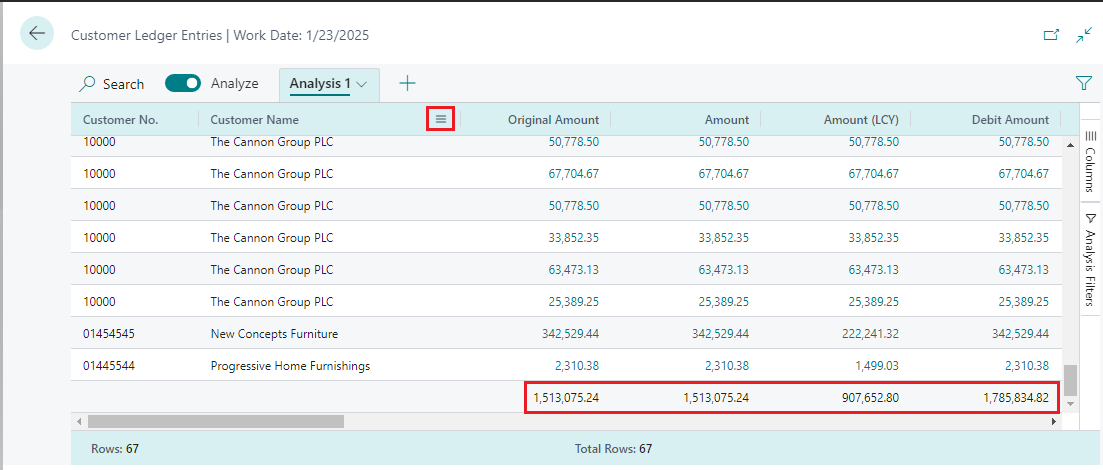 Customer Ledger Entries | Work Date: 1/23/2025
Search Analyze Analysis 1
Customer No. Customer Name Original Amount Amount Amount (LCY) Debit Amount
10000 The Cannon Group PLC 50,778.50 50,778.50 50,778.50 50,778.50
10000 The Cannon Group PLC 67,704.67 67,704.67 67,704.67 67,704.67
10000 The Cannon Group PLC 50,778.50 50,778.50 50,778.50 50,778.50
10000 The Cannon Group PLC 33,852.35 33,852.35 33,852.35 33,852.35
10000 The Cannon Group PLC 63,473.13 63,473.13 63,473.13 63,473.13
10000 The Cannon Group PLC 25,389.25 25,389.25 25,389.25 25,389.25
01454545 New Concepts Furniture 342,529.44 342,529.44 222,241.32 342,529.44
01445544 Progressive Home Furnishings 2,310.38 2,310.38 1,499.03 2,310.38
1,513,075.24 1,513,075.24 907,652.80 1,785,834.82
Rows: 67 Total Rows: 67
Columns
Analysis Filters